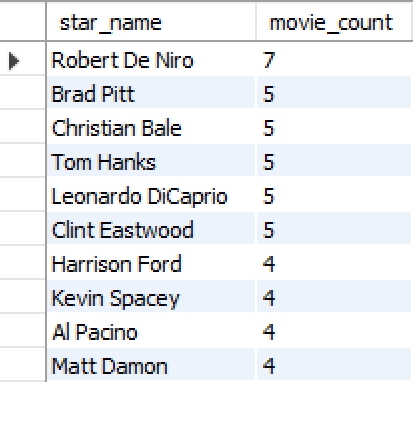 star_name movie_count
Robert De Niro 7
Brad Pitt 5
Christian Bale 5
Tom Hanks 5
Leonardo DiCaprio 5
Clint Eastwood 5
Harrison Ford 4
Kevin Spacey 4
Al Pacino 4
Matt Damon 4